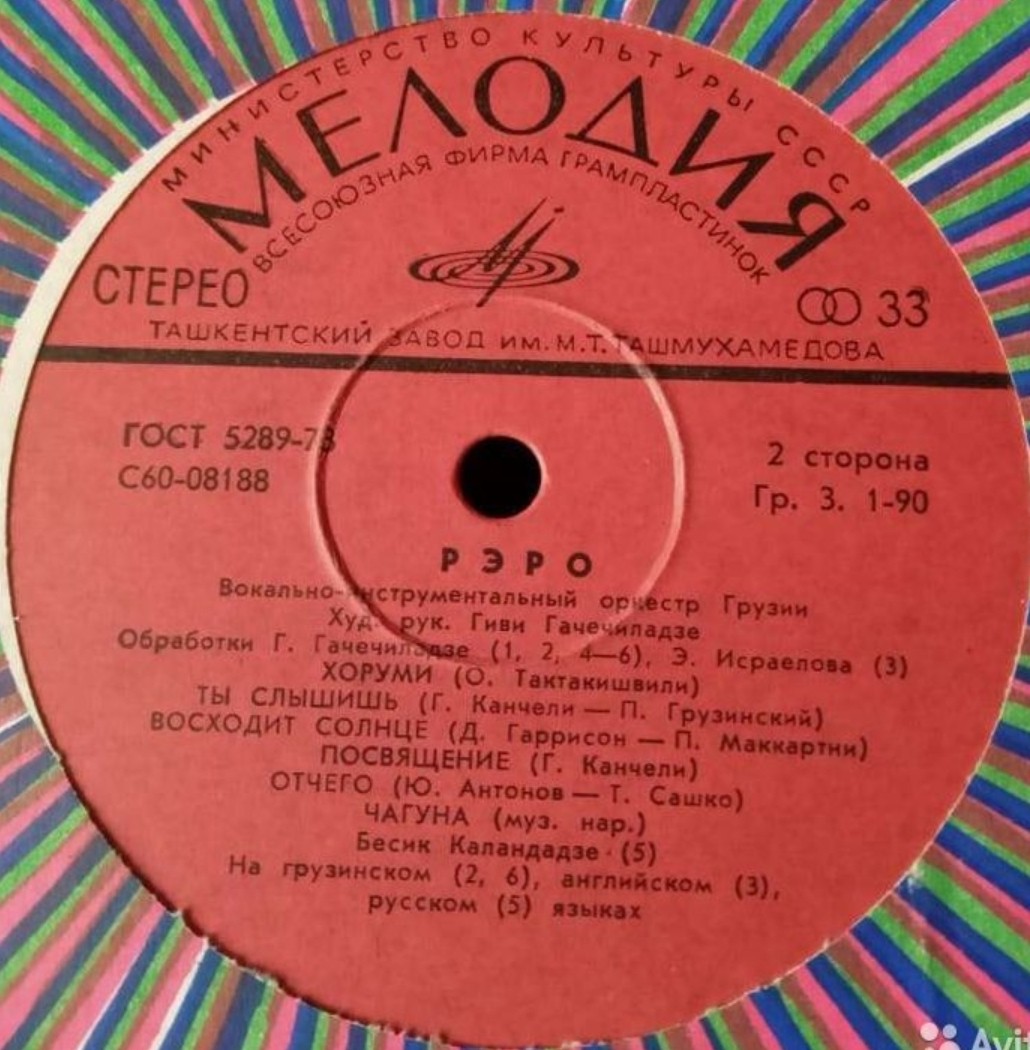 МИНИСТЕРСТВО КУЛЬТУРЫ СССР
МЕЛОДИЯ
ВСЕСОЮЗНАЯ ФИРМА ГРАМПЛАСТИНОК
СТЕРЕО
33
ТАШКЕНТСКИЙ ЗАВОД ИМ. М.Т. ТАШМУХАМЕДОВА
ГОСТ 5289-73
С60-08188
2 сторона
Гр. 3. 1-90
РЭРО
Вокально-инструментальный оркестр Грузии
Худ. рук. Гиви Гачечиладзе
Обработки Г. Гачечиладзе (1, 2, 4—6), Э. Исраелова (3)
ХОРУМИ (О. Тактакишвили)
ТЫ СЛЫШИШЬ (Г. Канчели — П. Грузинский)
ВОСХОДИТ СОЛНЦЕ (Д. Гаррисон — П. Маккартни)
ПОСВЯЩЕНИЕ (Г. Канчели)
ОТЧЕГО (Ю. Антонов — Т. Сашко)
ЧАГУНА (муз. нар.)
Бесик Каландадзе (5)
На грузинском (2, 6), английском (3),
русском (5) языках